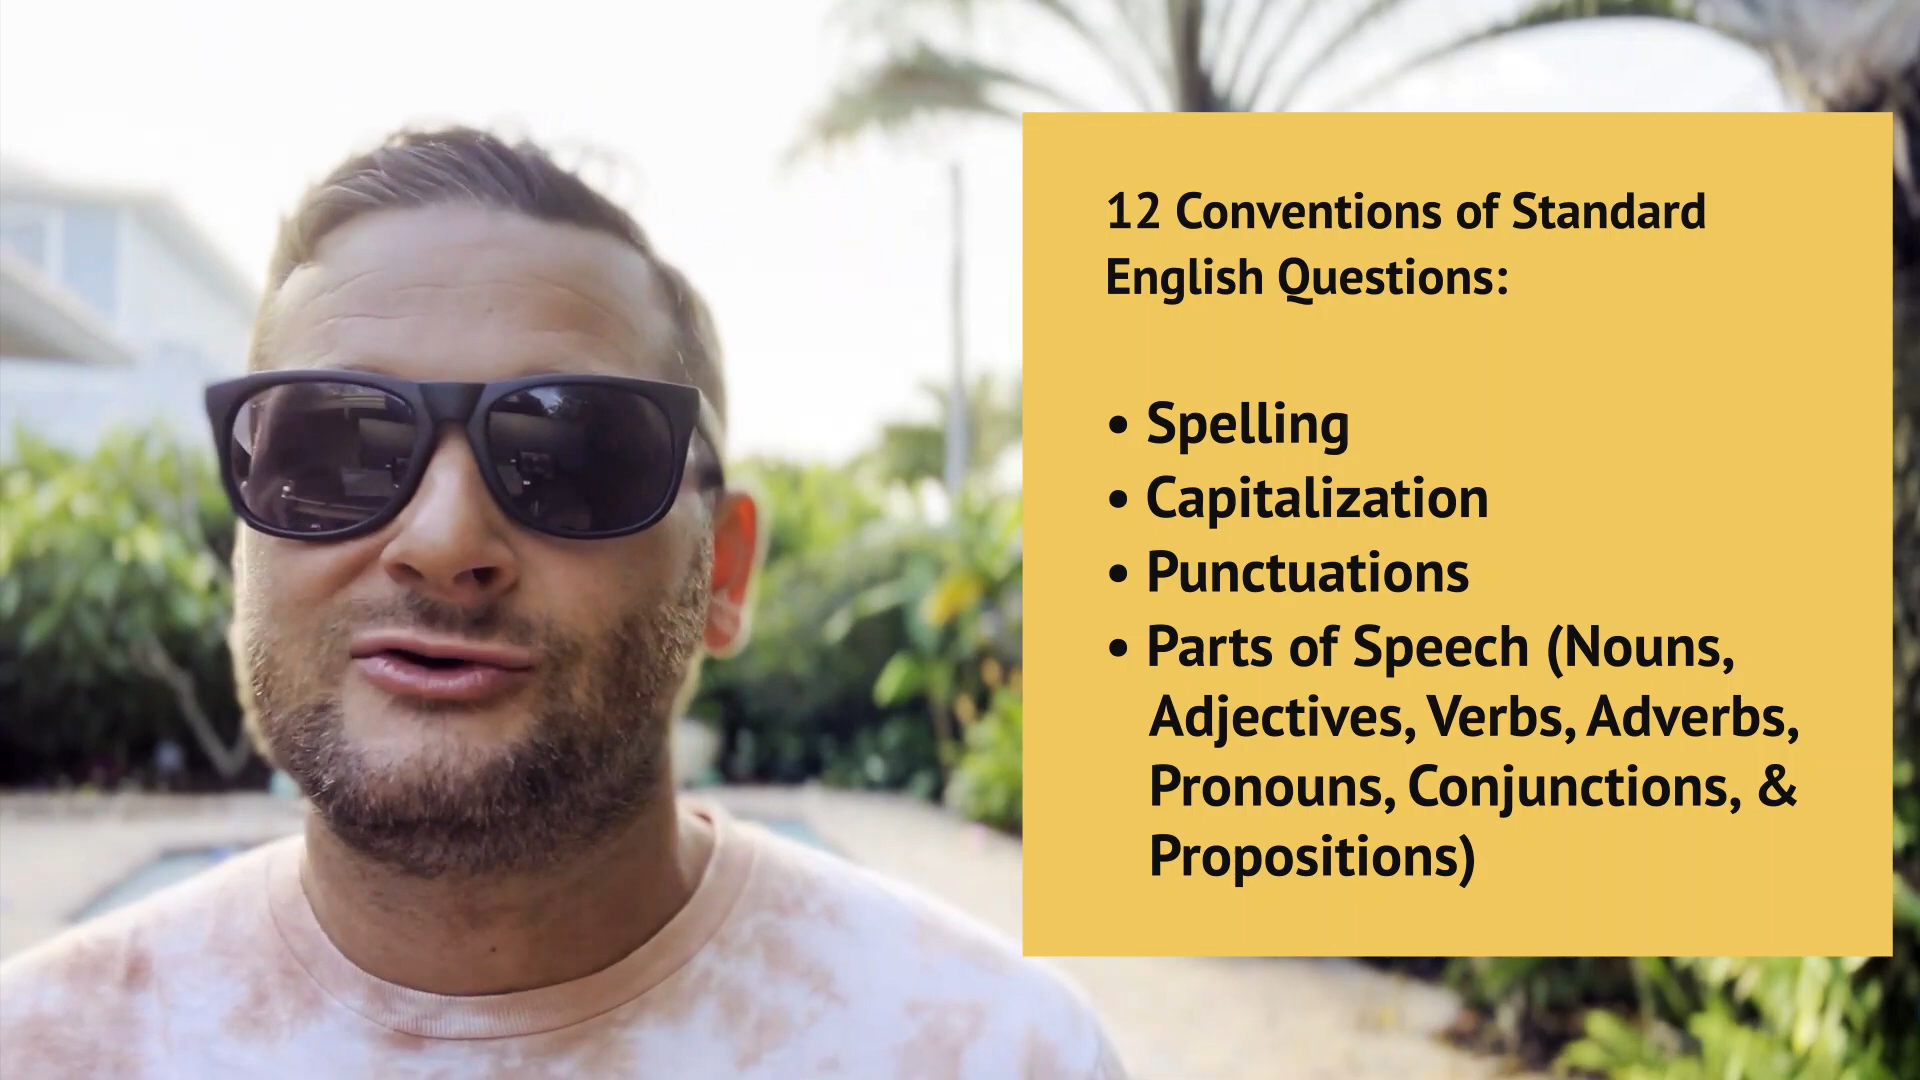 12 Conventions of Standard
English Questions:
• Spelling
• Capitalization
• Punctuations
• Parts of Speech (Nouns,
Adjectives, Verbs, Adverbs,
Pronouns, Conjunctions, &
Propositions)